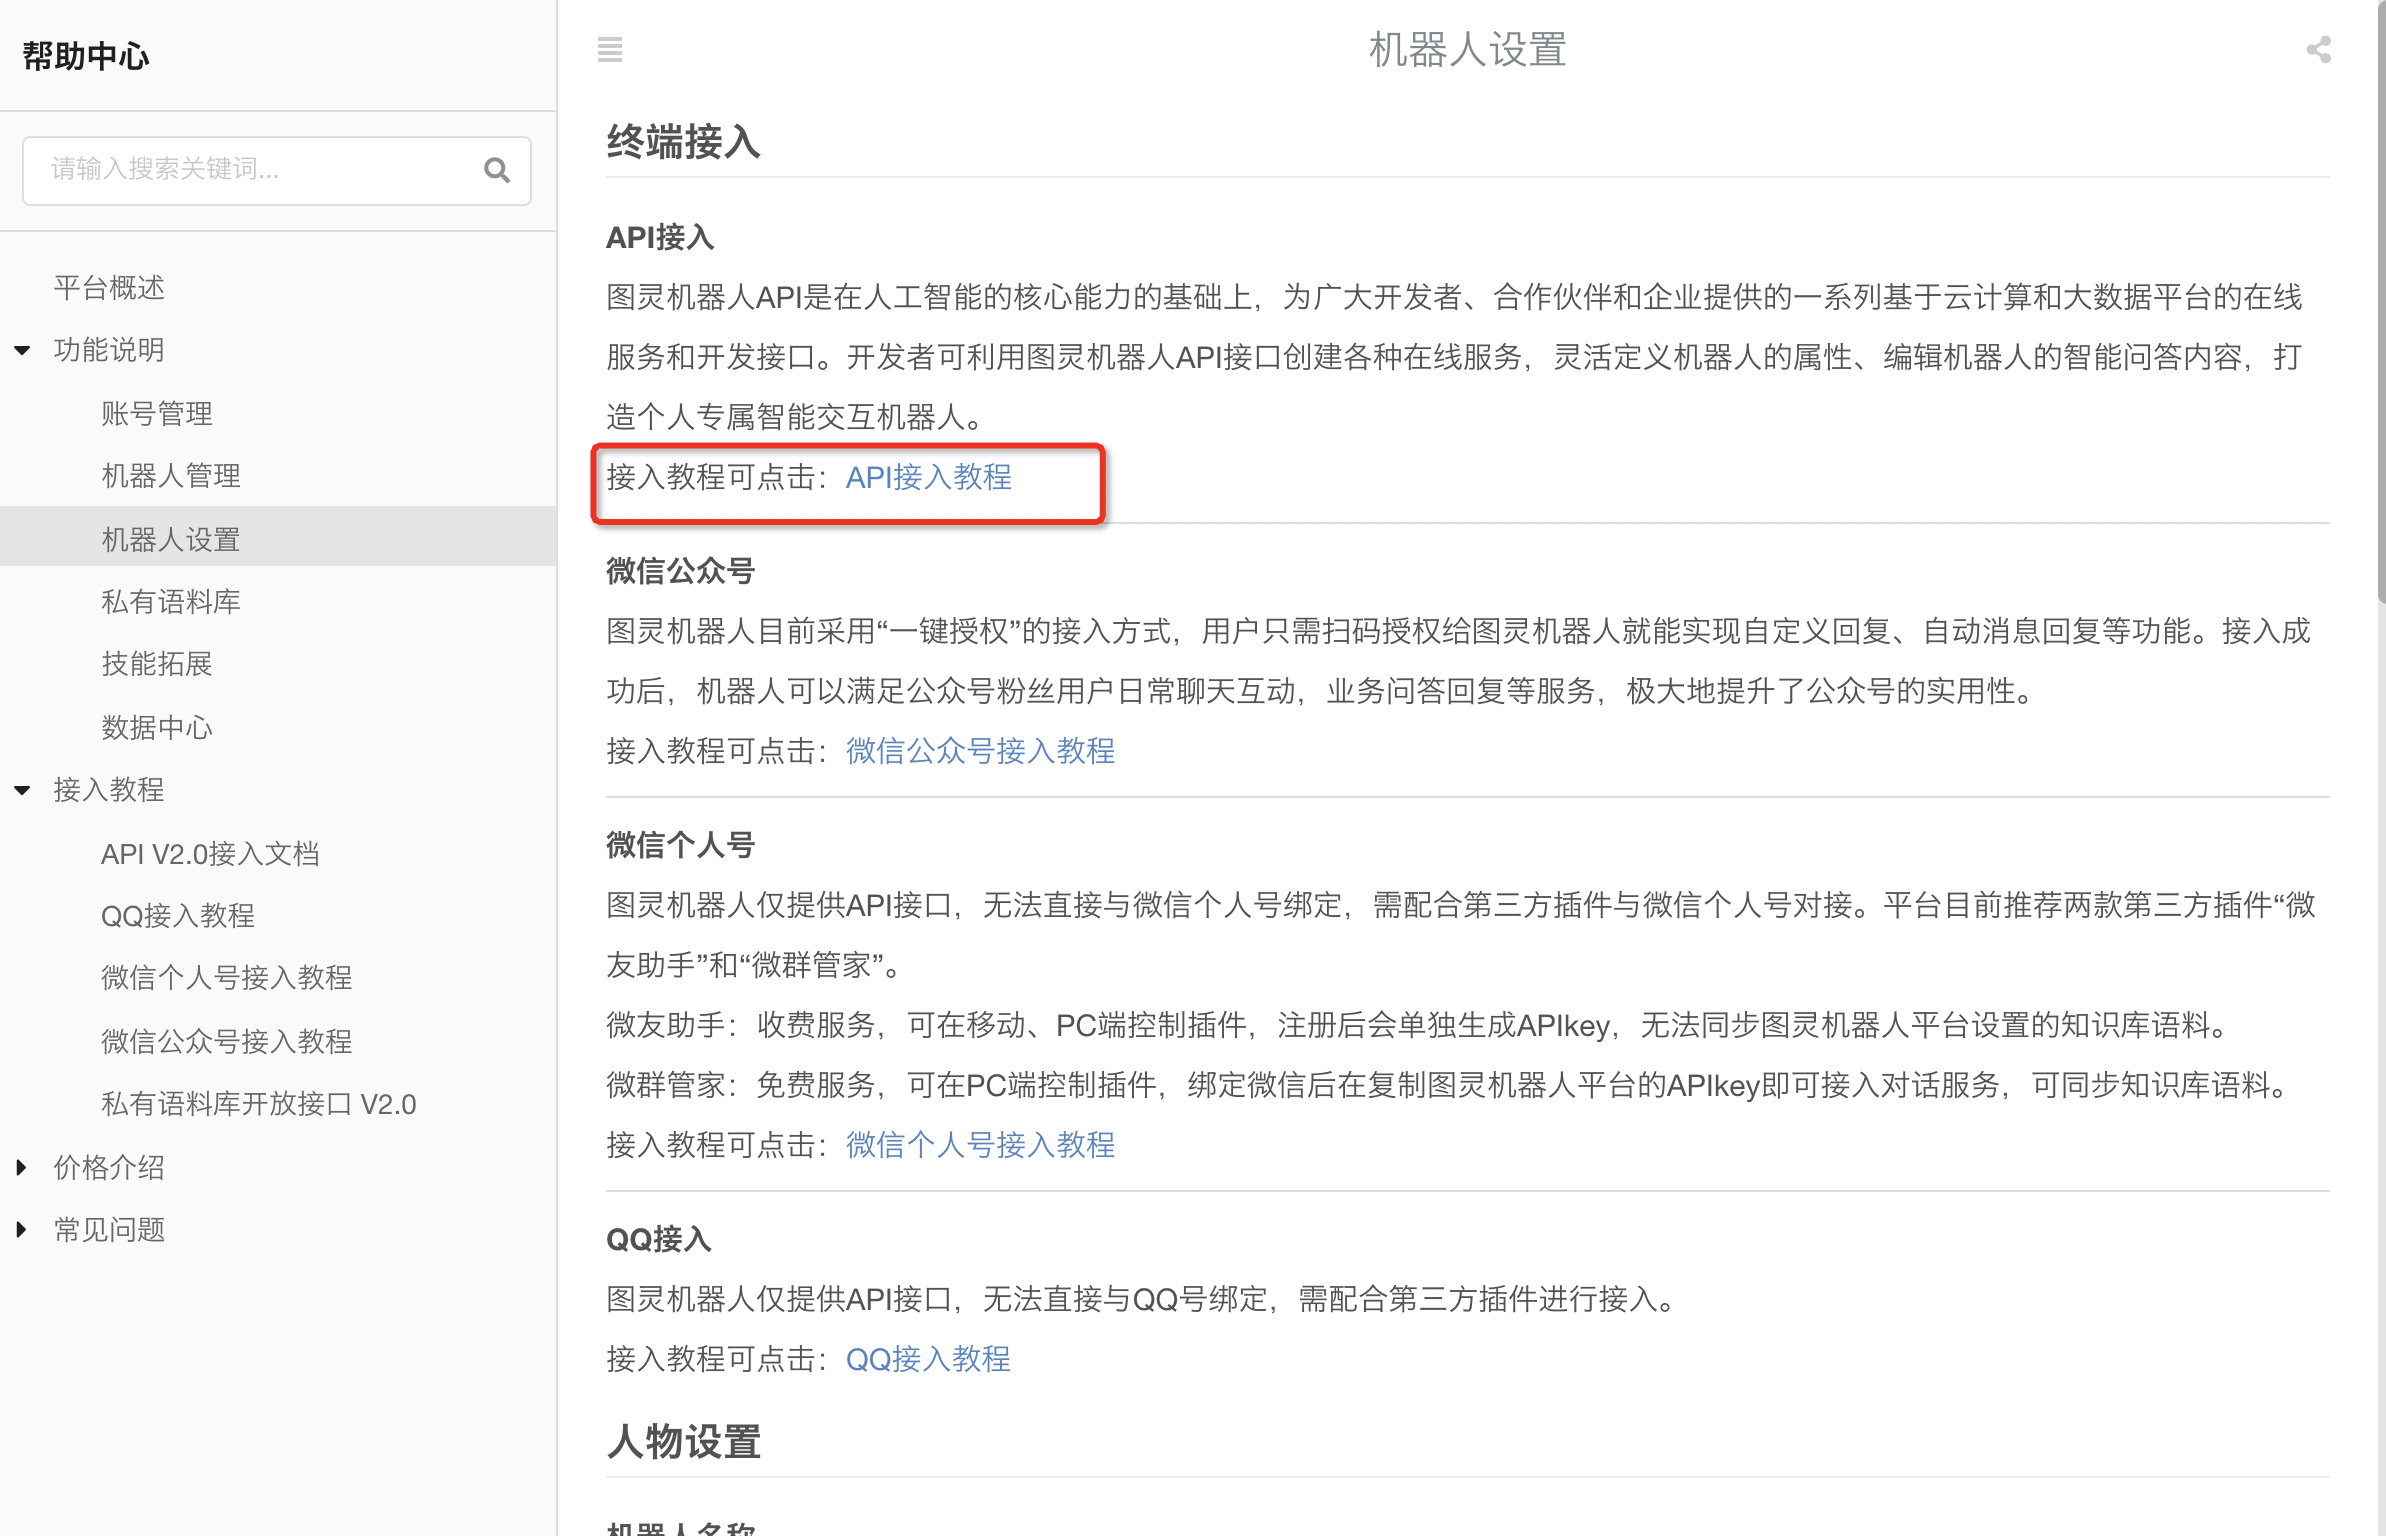 帮助中心
请输入搜索关键词...
平台概述
功能说明
账号管理
机器人管理
机器人设置
私有语料库
技能拓展
数据中心
接入教程
API V2.0接入文档
QQ接入教程
微信个人号接入教程
微信公众号接入教程
私有语料库开放接口 V2.0
价格介绍
常见问题
机器人设置
终端接入
API接入
图灵机器人API是在人工智能的核心能力的基础上，为广大开发者、合作伙伴和企业提供的一系列基于云计算和大数据平台的在线
服务和开发接口。开发者可利用图灵机器人API接口创建各种在线服务，灵活定义机器人的属性、编辑机器人的智能问答内容，打
造个人专属智能交互机器人。
接入教程可点击：API接入教程
微信公众号
图灵机器人目前采用“一键授权”的接入方式，用户只需扫码授权给图灵机器人就能实现自定义回复、自动消息回复等功能。接入成
功后，机器人可以满足公众号粉丝用户日常聊天互动，业务问答回复等服务，极大地提升了公众号的实用性。
接入教程可点击：微信公众号接入教程
微信个人号
图灵机器人仅提供API接口，无法直接与微信个人号绑定，需配合第三方插件与微信个人号对接。平台目前推荐两款第三方插件“微
友助手”和“微群管家”。
微友助手：收费服务，可在移动、PC端控制插件，注册后会单独生成APIkey，无法同步图灵机器人平台设置的知识库语料。
微群管家：免费服务，可在PC端控制插件，绑定微信后在复制图灵机器人平台的APIkey即可接入对话服务，可同步知识库语料。
接入教程可点击：微信个人号接入教程
QQ接入
图灵机器人仅提供API接口，无法直接与QQ号绑定，需配合第三方插件进行接入。
接入教程可点击：QQ接入教程
人物设置
机器人名称